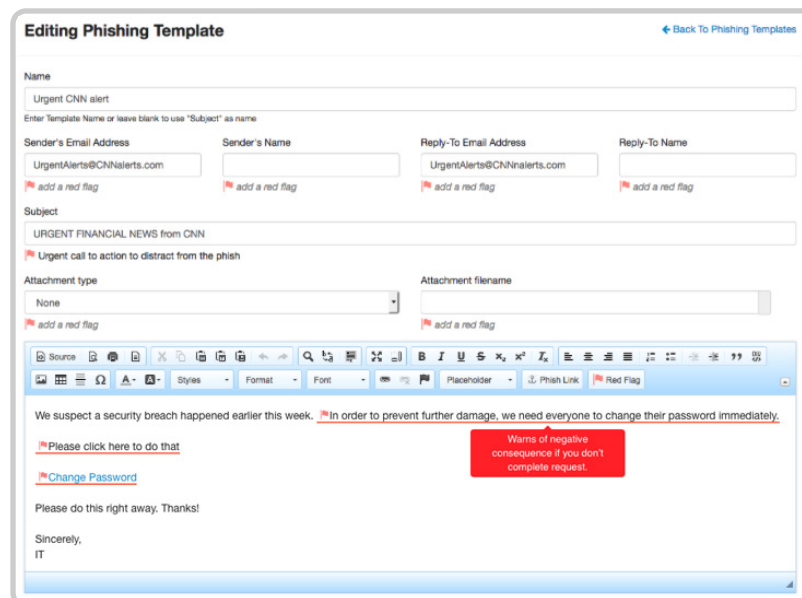 Editing Phishing Template
Back To Phishing Templates
Name
Urgent CNN alert
Enter Template Name or leave blank to use "Subject" as name
Sender's Email Address Sender's Name Reply-To Email Address Reply-To Name
UrgentAlerts@CNNalerts.com UrgentAlerts@CNNnalerts.com
add a red flag add a red flag add a red flag add a red flag
Subject
URGENT FINANCIAL NEWS from CNN
Urgent call to action to distract from the phish
Attachment type Attachment filename
None
add a red flag add a red flag
Source B I U S x₂ x² Tx
Ω A A Styles Format Font Placeholder Phish Link Red Flag
We suspect a security breach happened earlier this week. In order to prevent further damage, we need everyone to change their password immediately.
Warns of negative
consequence if you don't
complete request.
Please click here to do that
Change Password
Please do this right away. Thanks!
Sincerely,
IT